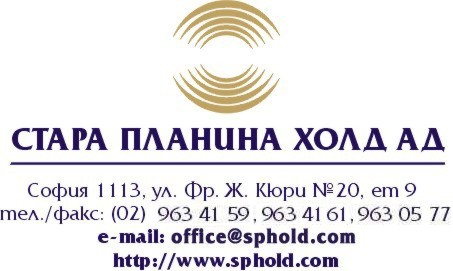 СТАРА ПЛАНИНА ХОЛД АД
София 1113, ул. Фр. Ж. Кюри №20, ет 9
тел./факс: (02) 963 41 59, 963 41 61, 963 05 77
e-mail: office@sphold.com
http://www.sphold.com